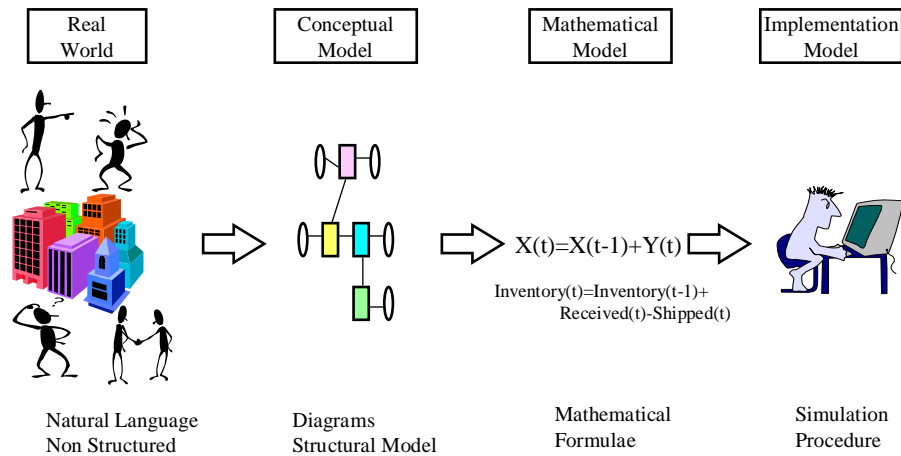 Real
World
Conceptual
Model
Mathematical
Model
Implementation
Model
?
X(t)=X(t-1)+Y(t)
Inventory(t)=Inventory(t-1)+
Received(t)-Shipped(t)
Natural Language
Non Structured
Diagrams
Structural Model
Mathematical
Formulae
Simulation
Procedure